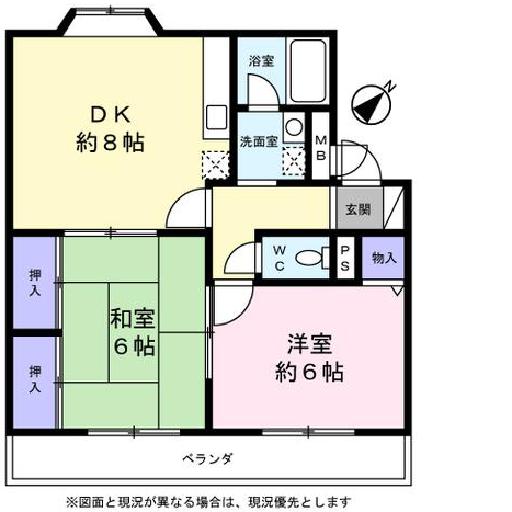 浴室
DK
約8帖
洗面室
MB
N
玄関
WC
PS
物入
押入
和室
6帖
洋室
約6帖
押入
ベランダ
※図面と現況が異なる場合は、現況優先とします